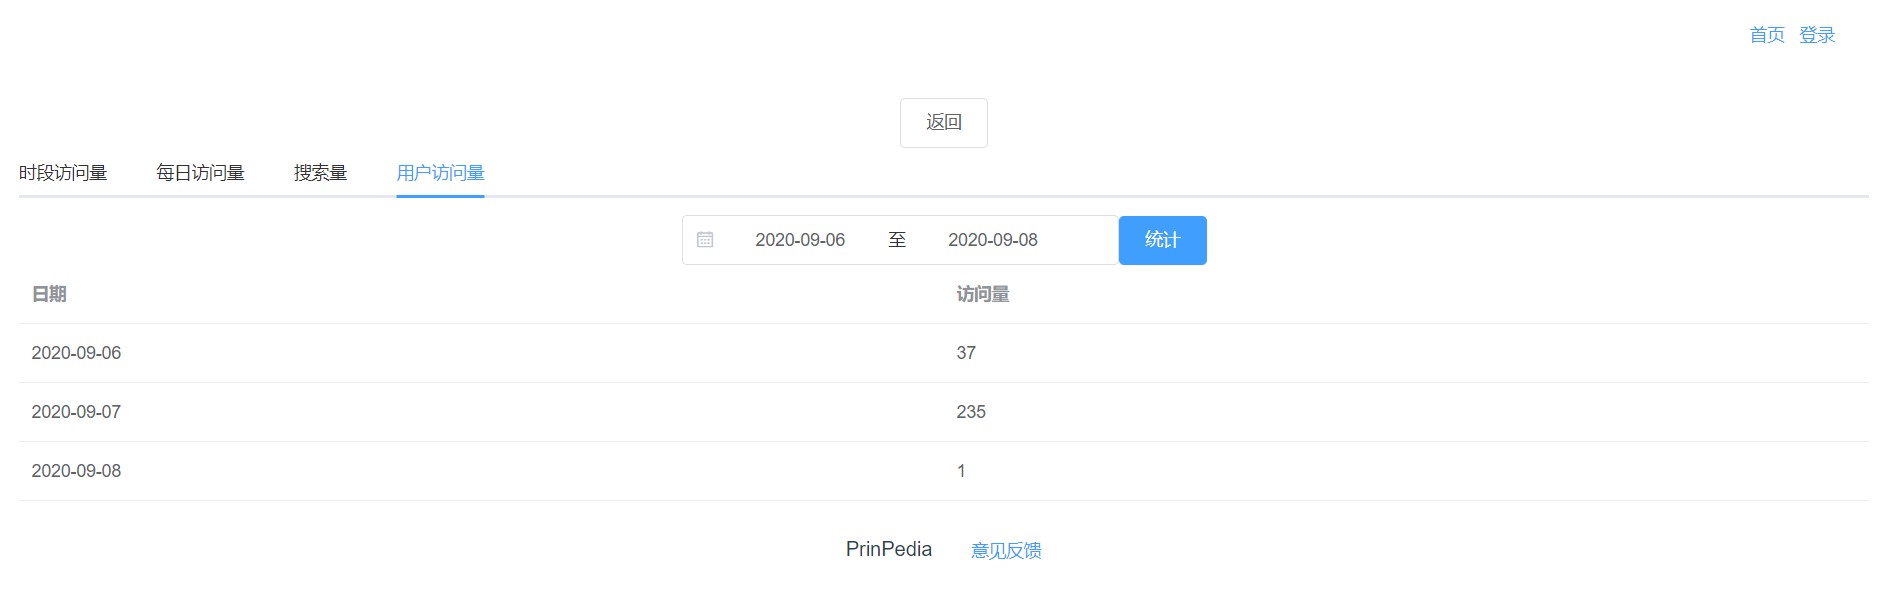 首页 登录
返回
时段访问量 每日访问量 搜索量 用户访问量
2020-09-06 至 2020-09-08 统计
日期 访问量
2020-09-06 37
2020-09-07 235
2020-09-08 1
PrinPedia 意见反馈